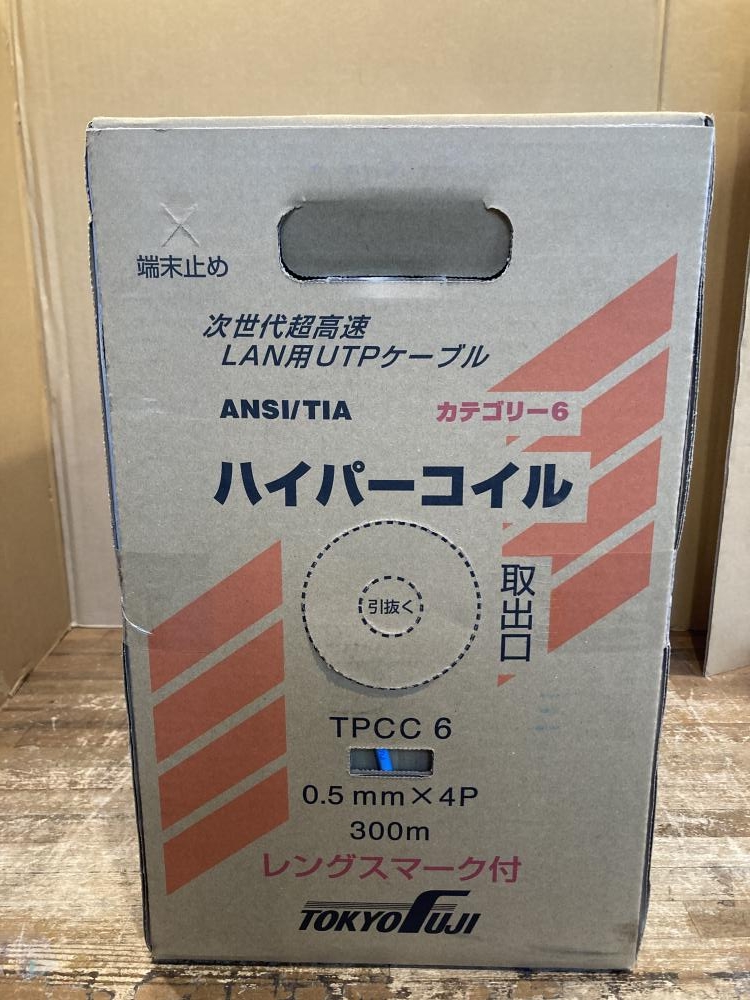 端末止め
次世代超高速
LAN用UTPケーブル
ANSI/TIA カテゴリー6
ハイパーコイル
引抜く
取出口
TPCC 6
0.5mm×4P
300m
レングスマーク付
TOKYO FUJI